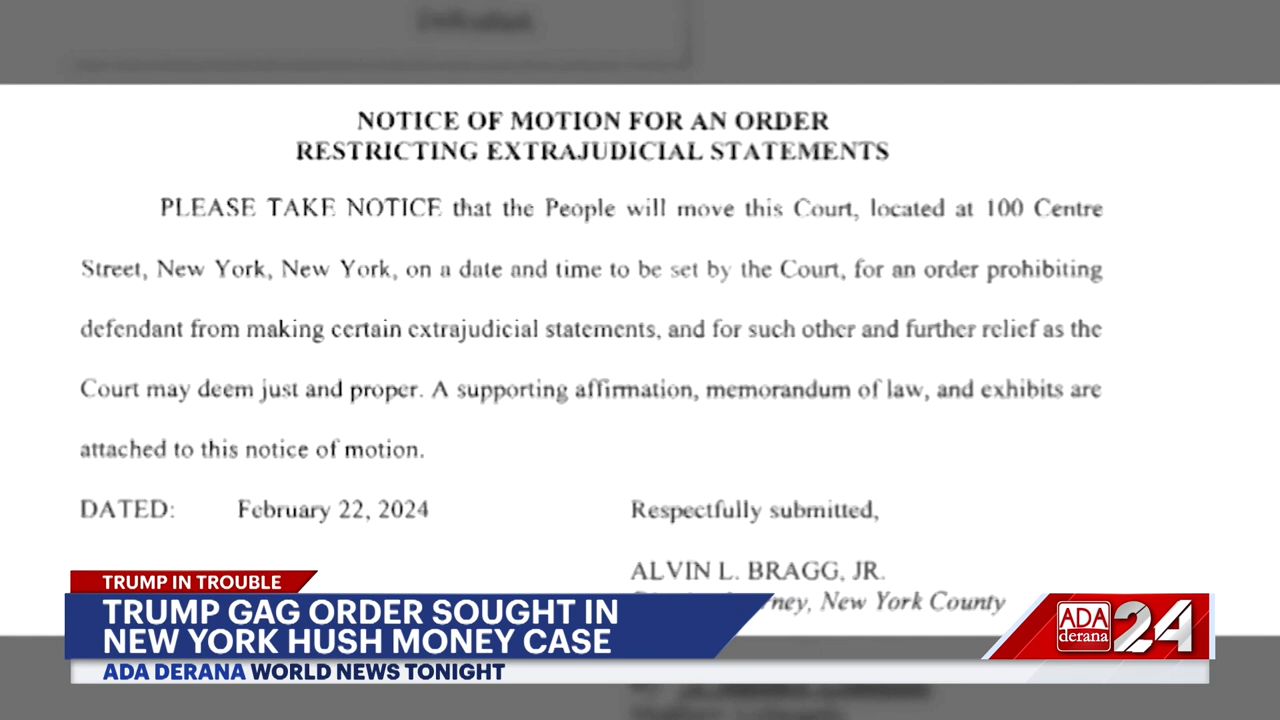 NOTICE OF MOTION FOR AN ORDER
RESTRICTING EXTRAJUDICIAL STATEMENTS
PLEASE TAKE NOTICE that the People will move this Court, located at 100 Centre
Street, New York, New York, on a date and time to be set by the Court, for an order prohibiting
defendant from making certain extrajudicial statements, and for such other and further relief as the
Court may deem just and proper. A supporting affirmation, memorandum of law, and exhibits are
attached to this notice of motion.
DATED: February 22, 2024 Respectfully submitted,
ALVIN L. BRAGG, JR.
New York County
TRUMP IN TROUBLE
TRUMP GAG ORDER SOUGHT IN
NEW YORK HUSH MONEY CASE
ADA DERANA WORLD NEWS TONIGHT
ADA
derana
24